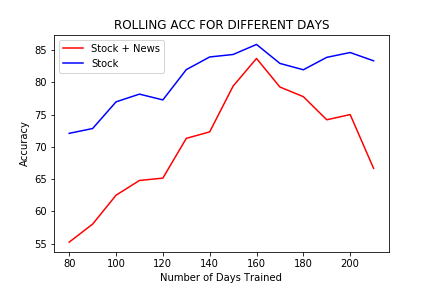 ROLLING ACC FOR DIFFERENT DAYS
Stock + News
Stock
85
80
75
70
65
60
55
Accuracy
80 100 120 140 160 180 200
Number of Days Trained